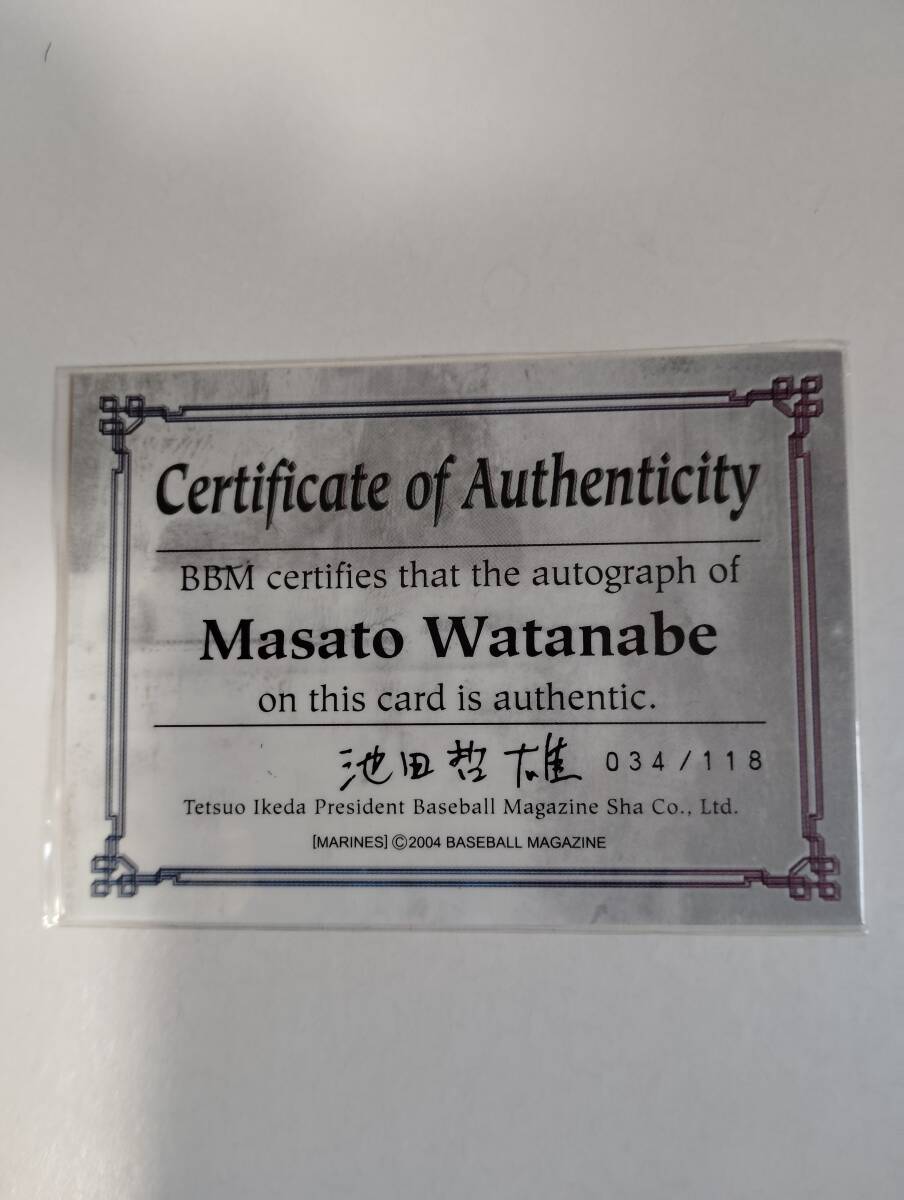 Certificate of Authenticity
BBM certifies that the autograph of
Masato Watanabe
on this card is authentic.
池田哲雄 034/118
Tetsuo Ikeda President Baseball Magazine Sha Co., Ltd.
[MARINES] ©2004 BASEBALL MAGAZINE